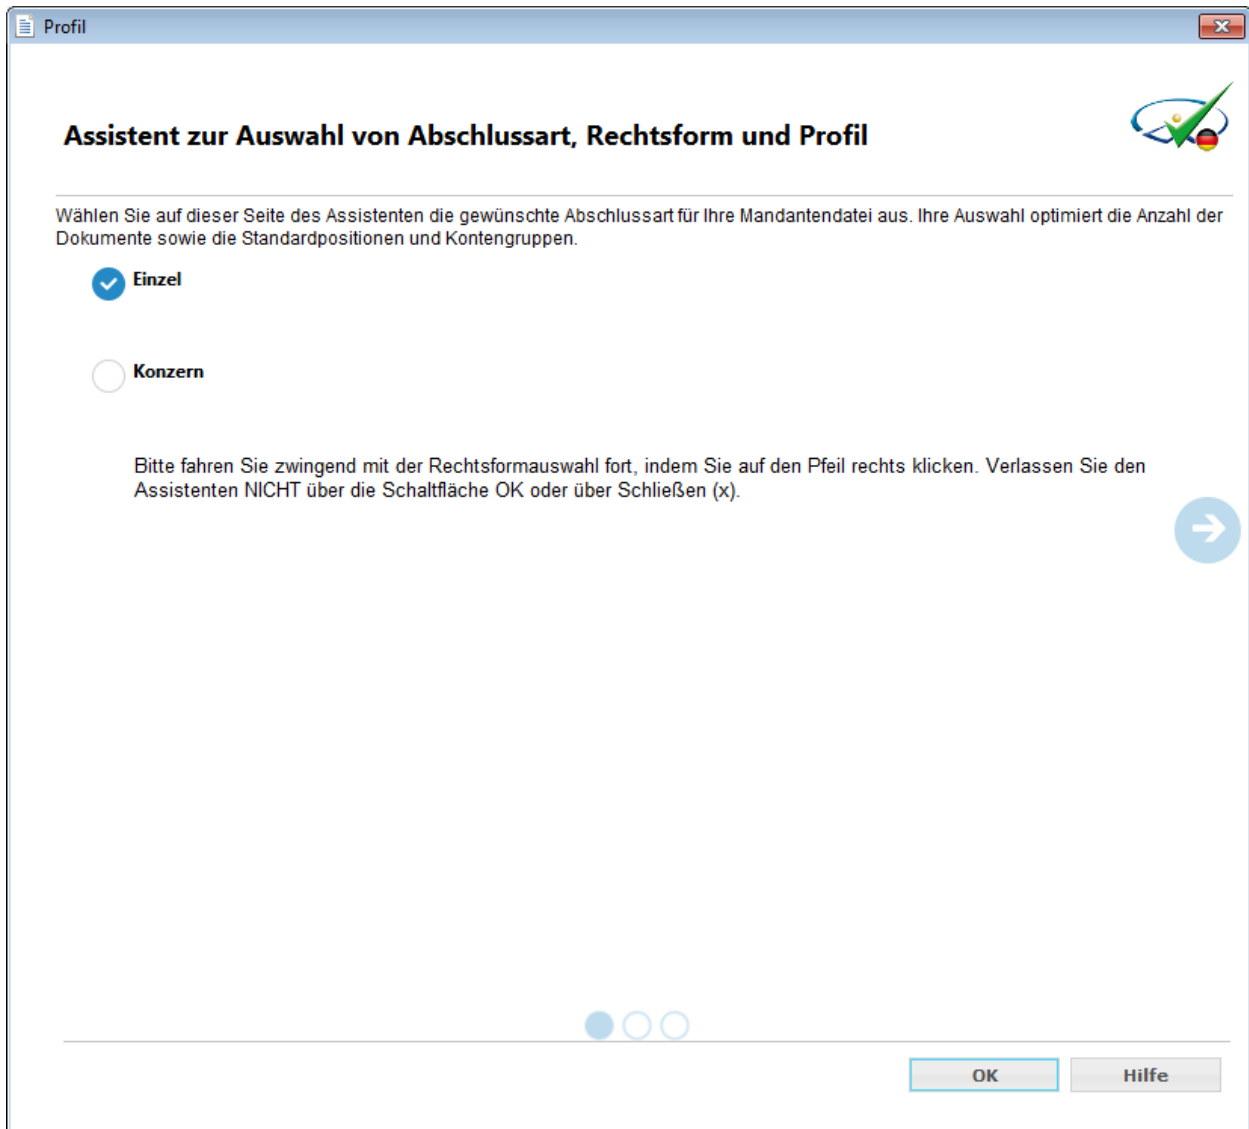 Profil
Assistent zur Auswahl von Abschlussart, Rechtsform und Profil
Wählen Sie auf dieser Seite des Assistenten die gewünschte Abschlussart für Ihre Mandantendatei aus. Ihre Auswahl optimiert die Anzahl der
Dokumente sowie die Standardpositionen und Kontengruppen.
Einzel
Konzern
Bitte fahren Sie zwingend mit der Rechtsformauswahl fort, indem Sie auf den Pfeil rechts klicken. Verlassen Sie den
Assistenten NICHT über die Schaltfläche OK oder über Schließen (x).
OK
Hilfe